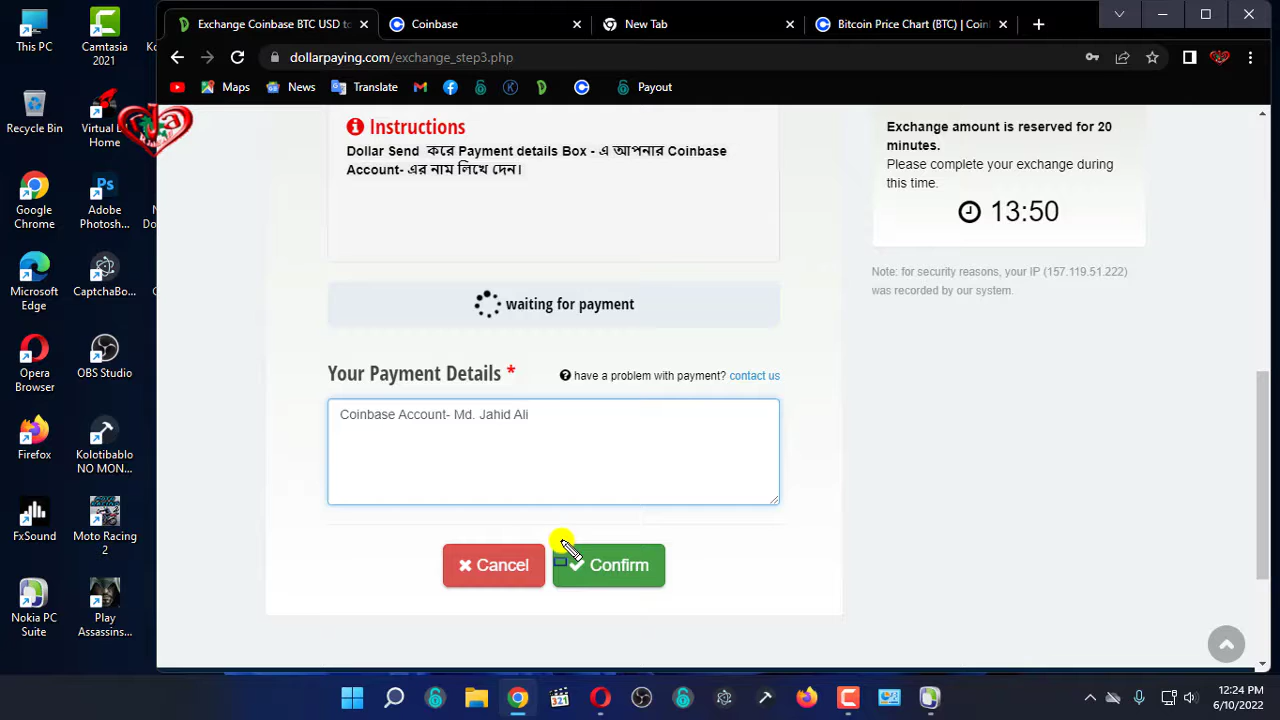 This PC
Camtasia
2021
Ko
Recycle Bin
Virtual D
Home
Google
Chrome
Adobe
Photosh...
N
Do
Microsoft
Edge
CaptchaBo...
C
Opera
Browser
OBS Studio
Firefox
Kolotibablo
NO MON...
FxSound
Moto Racing
2
Nokia PC
Suite
Play
Assassins...
Exchange Coinbase BTC USD to
Coinbase
New Tab
Bitcoin Price Chart (BTC) | Coin
dollarpaying.com/exchange_step3.php
Maps
News
Translate
Payout
Instructions
Dollar Send করে Payment details Box - এ আপনার Coinbase
Account- এর নাম লিখে দেন।
Exchange amount is reserved for 20
minutes.
Please complete your exchange during
this time.
13:50
Note: for security reasons, your IP (157.119.51.222)
was recorded by our system.
waiting for payment
Your Payment Details *
have a problem with payment? contact us
Coinbase Account- Md. Jahid Ali
Cancel
Confirm
12:24 PM
6/10/2022